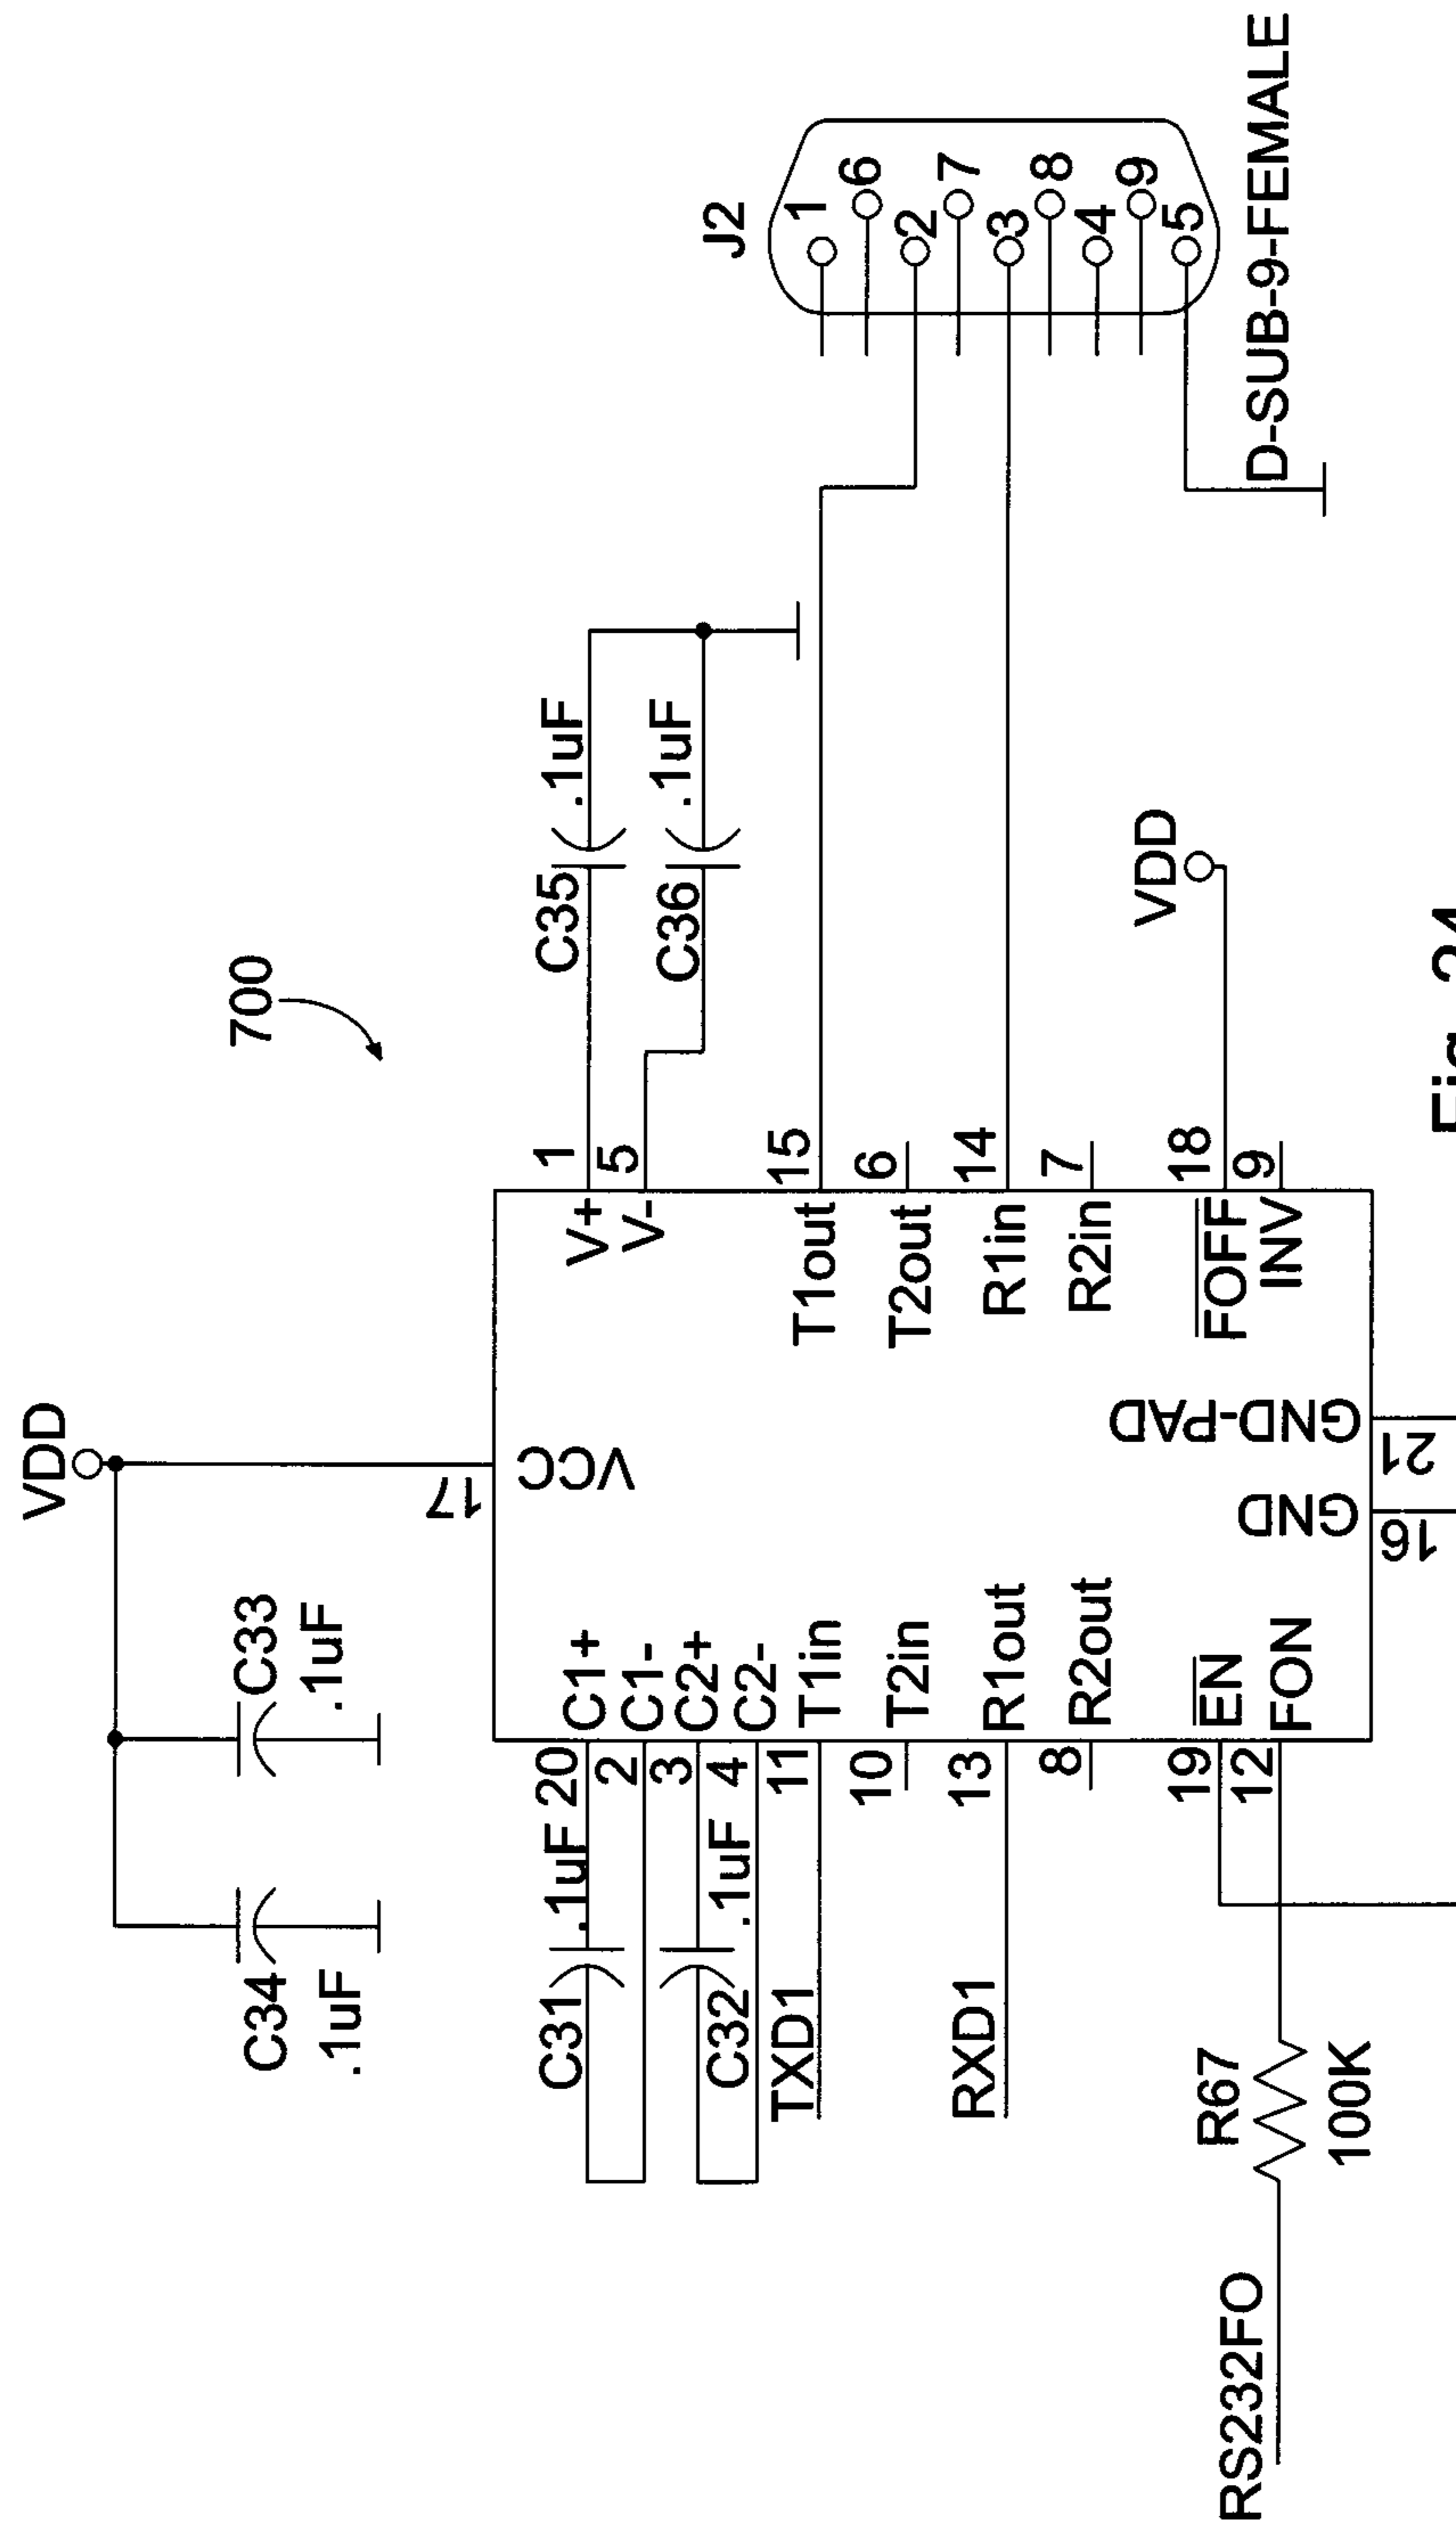 700
VDD
C34
.1uF
C33
.1uF
17
VCC
C31
.1uF
20
C1+
2
C1-
C32
.1uF
3
C2+
4
C2-
TXD1
11
T1in
10
T2in
RXD1
13
R1out
8
R2out
19
EN
12
FON
RS232FO
R67
100K
16
GND
21
GND-PAD
V+
1
C35
.1uF
V-
5
C36
.1uF
T1out
15
T2out
6
R1in
14
R2in
7
FOFF
18
VDD
INV
9
J2
1
6
2
7
3
8
4
9
5
D-SUB-9-FEMALE